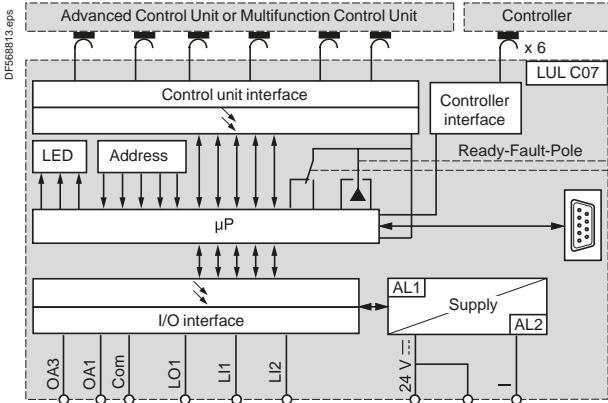 DF568813.eps
Advanced Control Unit or Multifunction Control Unit
Controller
x 6
LUL C07
Control unit interface
Controller
interface
LED
Address
Ready-Fault-Pole
µP
AL1
Supply
AL2
I/O interface
OA3
OA1
Com
LO1
LI1
LI2
24 V
I